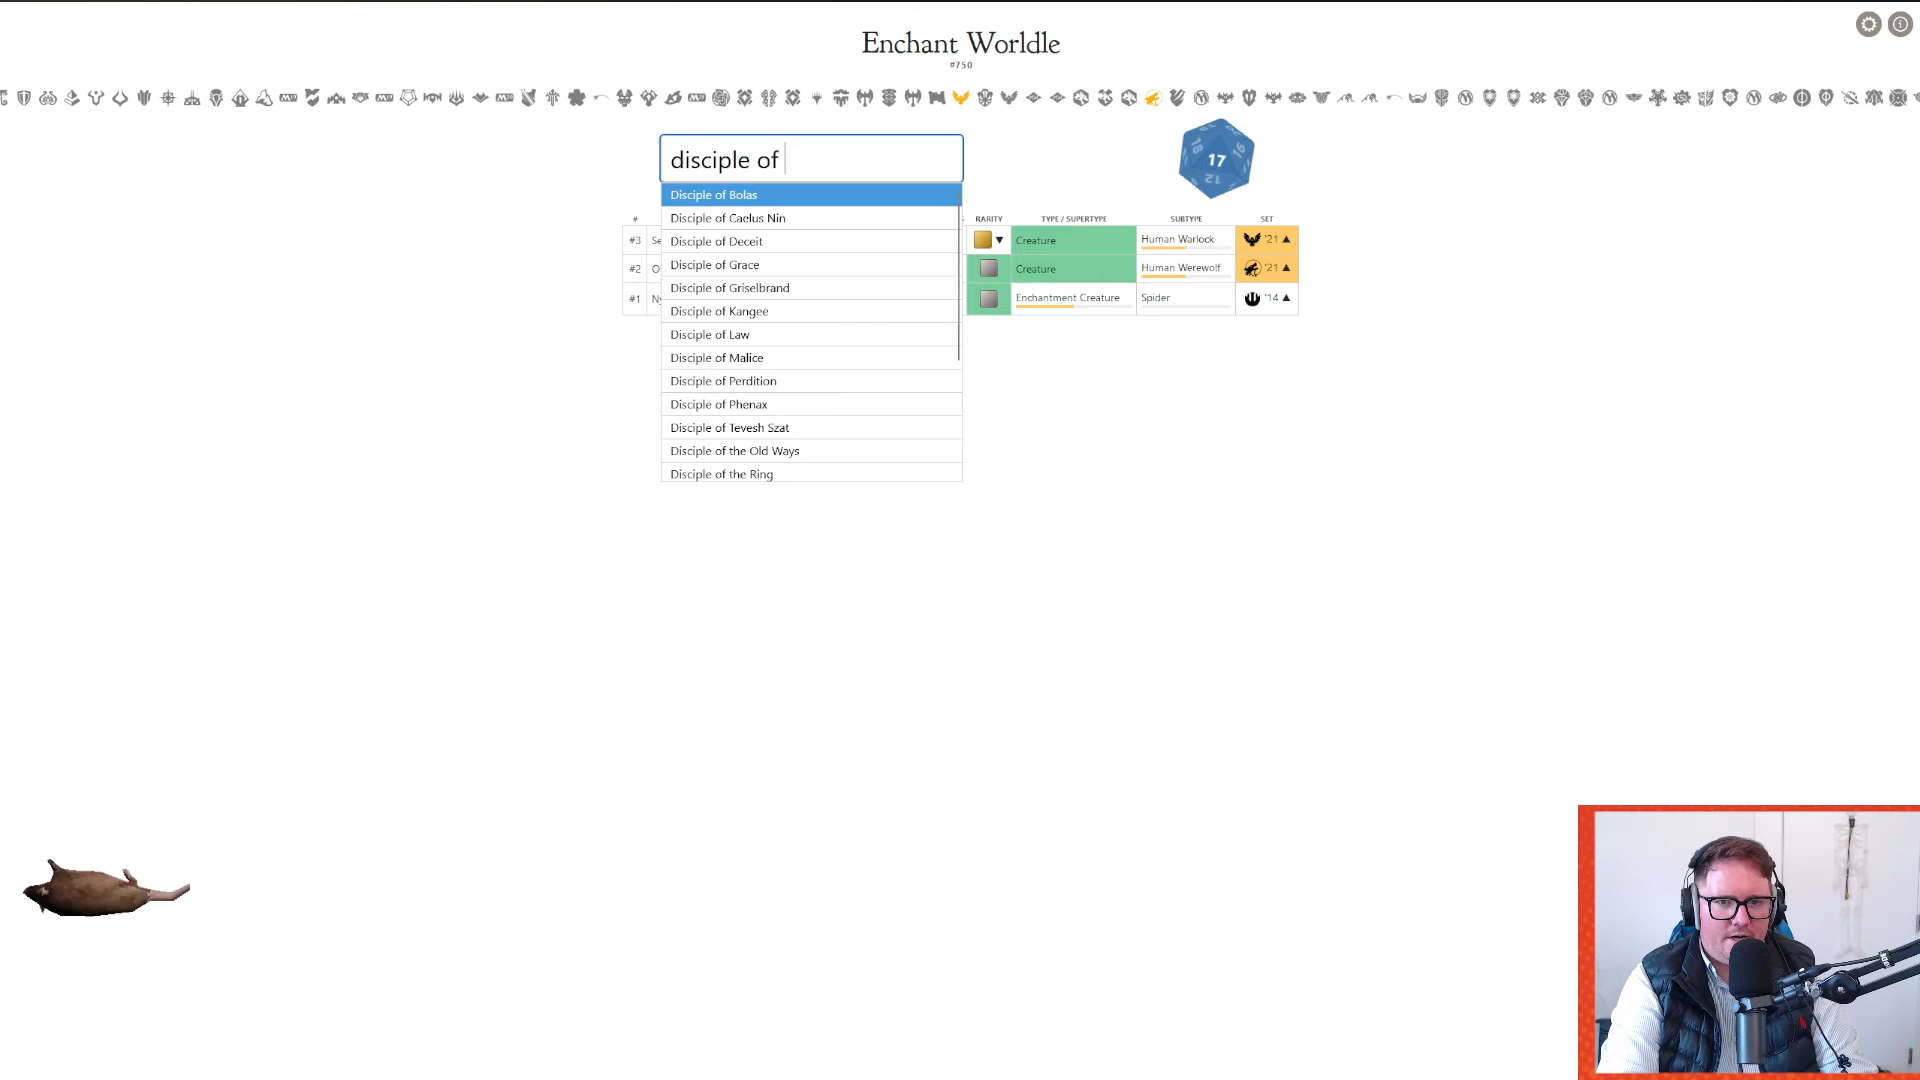 Enchant Worldle
#750
disciple of
17
Disciple of Bolas
Disciple of Caelus Nin
Disciple of Deceit
Disciple of Grace
Disciple of Griselbrand
Disciple of Kangee
Disciple of Law
Disciple of Malice
Disciple of Perdition
Disciple of Phenax
Disciple of Tevesh Szat
Disciple of the Old Ways
Disciple of the Ring
# RARITY TYPE / SUPERTYPE SUBTYPE SET
#3 Se ▼ Creature Human Warlock '21 ▲
#2 O Creature Human Werewolf '21 ▲
#1 Ny Enchantment Creature Spider '14 ▲